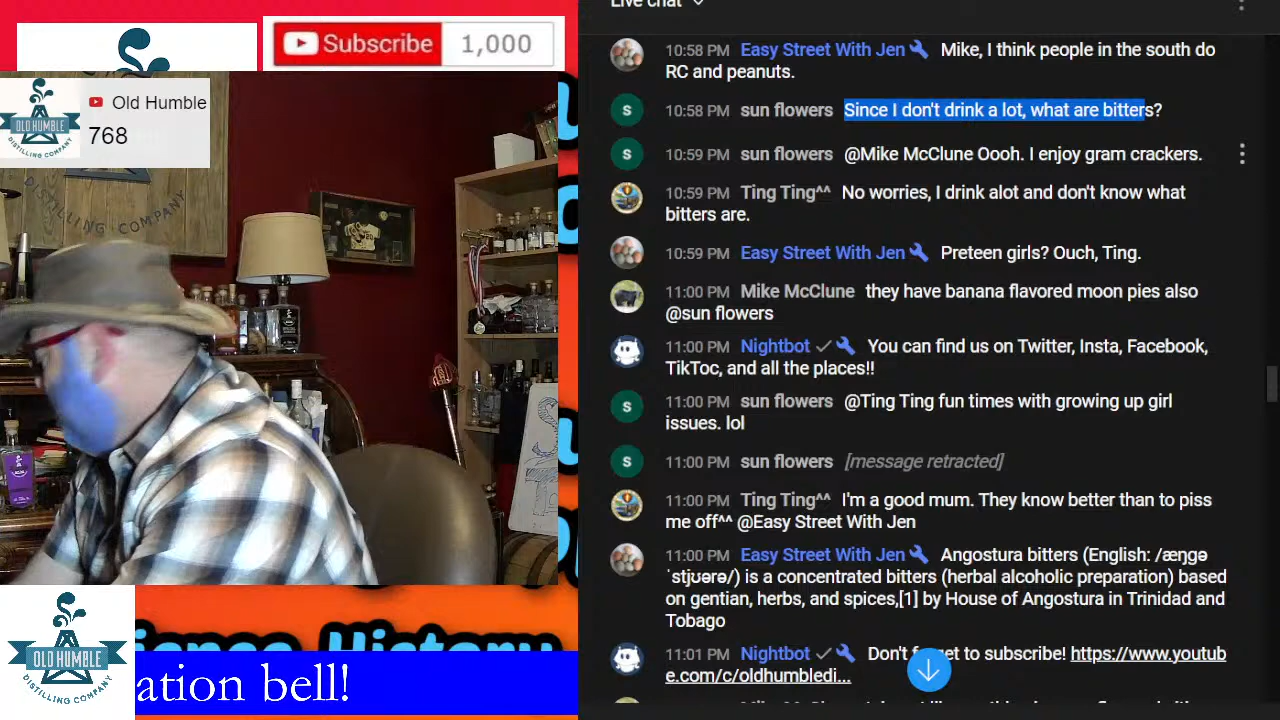 Subscribe 1,000
Old Humble
768
OLD HUMBLE
DISTILLING COMPANY
DISTILLING COMPANY
OLD HUMBLE
DISTILLING COMPANY
ience History
ation bell!
Live chat
10:58 PM Easy Street With Jen Mike, I think people in the south do
RC and peanuts.
10:58 PM sun flowers Since I don't drink a lot, what are bitters?
10:59 PM sun flowers @Mike McClune Oooh. I enjoy gram crackers.
10:59 PM Ting Ting^^ No worries, I drink alot and don't know what
bitters are.
10:59 PM Easy Street With Jen Preteen girls? Ouch, Ting.
11:00 PM Mike McClune they have banana flavored moon pies also
@sun flowers
11:00 PM Nightbot You can find us on Twitter, Insta, Facebook,
TikToc, and all the places!!
11:00 PM sun flowers @Ting Ting fun times with growing up girl
issues. lol
11:00 PM sun flowers [message retracted]
11:00 PM Ting Ting^^ I'm a good mum. They know better than to piss
me off^^ @Easy Street With Jen
11:00 PM Easy Street With Jen Angostura bitters (English: /æŋɡə
ˈstjʊərə/) is a concentrated bitters (herbal alcoholic preparation) based
on gentian, herbs, and spices,[1] by House of Angostura in Trinidad and
Tobago
11:01 PM Nightbot Don't et to subscribe! https://www.youtub
e.com/c/oldhumbledi...